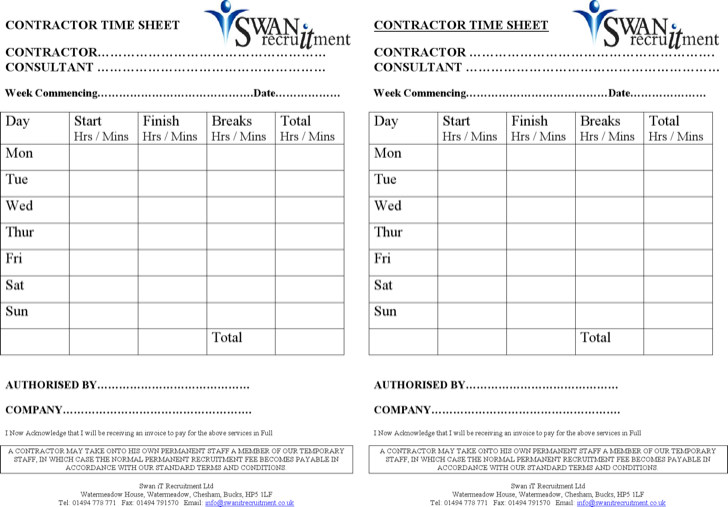 CONTRACTOR TIME SHEET
SWAN
recruitment
CONTRACTOR……………………………………………………
CONSULTANT ……………………………………………………
Week Commencing……………………………………Date………………
Day Start Finish Breaks Total
Hrs / Mins Hrs / Mins Hrs / Mins Hrs / Mins
Mon
Tue
Wed
Thur
Fri
Sat
Sun
Total
AUTHORISED BY……………………………………
COMPANY…………………………………………….
I Now Acknowledge that I will be receiving an invoice to pay for the above services in Full
A CONTRACTOR MAY TAKE ONTO HIS OWN PERMANENT STAFF A MEMBER OF OUR TEMPORARY
STAFF, IN WHICH CASE THE NORMAL PERMANENT RECRUITMENT FEE BECOMES PAYABLE IN
ACCORDANCE WITH OUR STANDARD TERMS AND CONDITIONS
Swan iT Recruitment Ltd
Watermeadow House, Watermeadow, Chesham, Bucks, HP5 1LF
Tel: 01494 778 771 Fax: 01494 791570 Email: info@swanitrecruitment.co.uk
CONTRACTOR TIME SHEET
SWAN
recruitment
CONTRACTOR ……………………………………………………
CONSULTANT ……………………………………………………
Week Commencing……………………………………Date…………………
Day Start Finish Breaks Total
Hrs / Mins Hrs / Mins Hrs / Mins Hrs / Mins
Mon
Tue
Wed
Thur
Fri
Sat
Sun
Total
AUTHORISED BY……………………………………
COMPANY…………………………………………….
I Now Acknowledge that I will be receiving an invoice to pay for the above services in Full
A CONTRACTOR MAY TAKE ONTO HIS OWN PERMANENT STAFF A MEMBER OF OUR TEMPORARY
STAFF, IN WHICH CASE THE NORMAL PERMANENT RECRUITMENT FEE BECOMES PAYABLE IN
ACCORDANCE WITH OUR STANDARD TERMS AND CONDITIONS
Swan iT Recruitment Ltd
Watermeadow House, Watermeadow, Chesham, Bucks, HP5 1LF
Tel: 01494 778 771 Fax: 01494 791570 Email: info@swanitrecruitment.co.uk